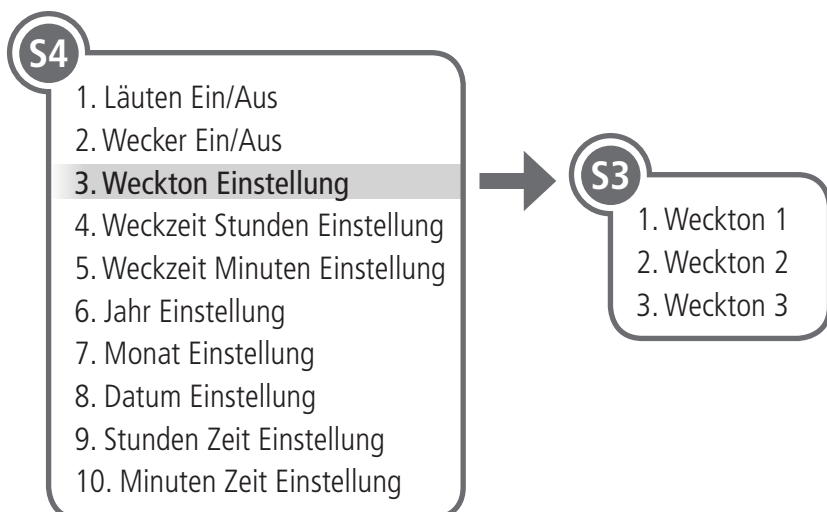 S4
1. Läuten Ein/Aus
2. Wecker Ein/Aus
3. Weckton Einstellung
4. Weckzeit Stunden Einstellung
5. Weckzeit Minuten Einstellung
6. Jahr Einstellung
7. Monat Einstellung
8. Datum Einstellung
9. Stunden Zeit Einstellung
10. Minuten Zeit Einstellung
S3
1. Weckton 1
2. Weckton 2
3. Weckton 3